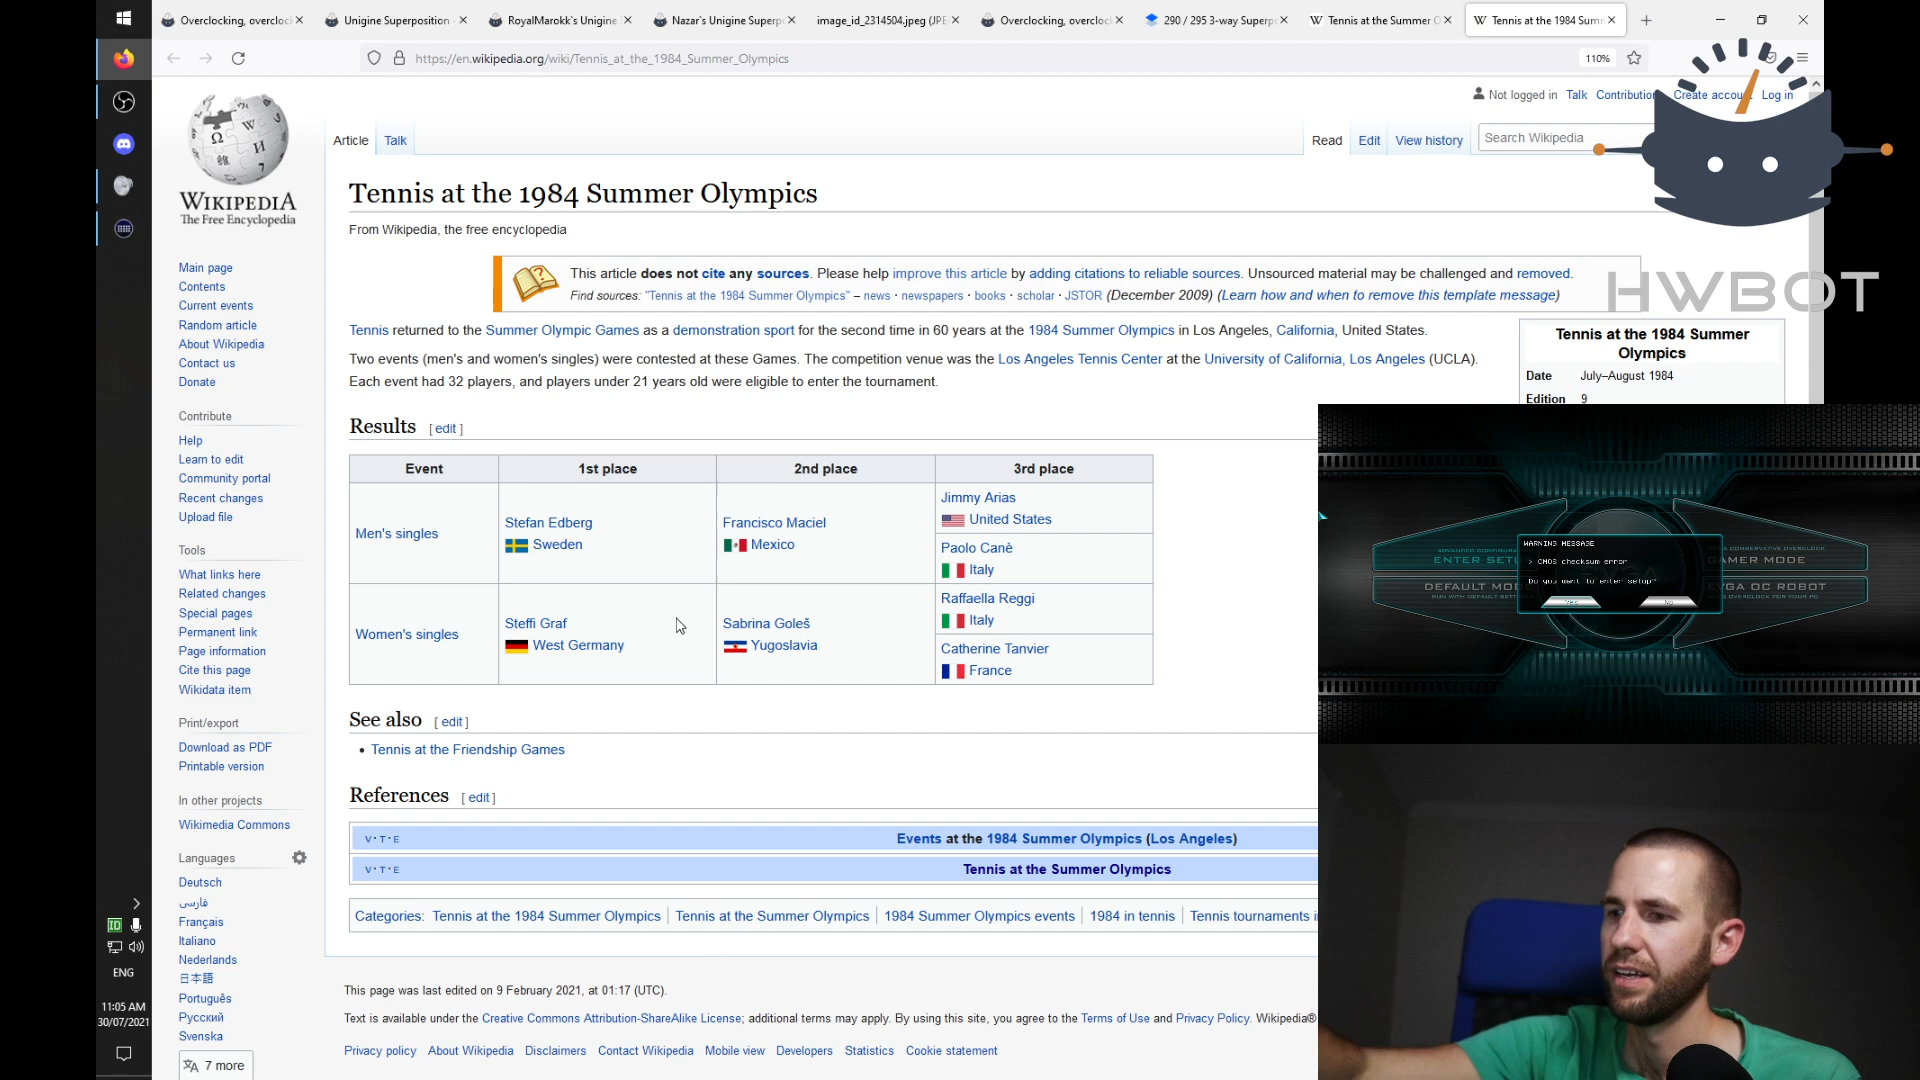 Overclocking, overcloc
Unigine Superposition -
RoyalMarokk`s Unigine
Nazar`s Unigine Superp
image_id_2314504.jpeg (JPE
Overclocking, overcloc
290 / 295 3-way Superp
Tennis at the Summer O
Tennis at the 1984 Summ
https://en.wikipedia.org/wiki/Tennis_at_the_1984_Summer_Olympics
110%
Not logged in Talk Contribution Create accou Log in
Article Talk
Read Edit View history
Search Wikipedia
WIKIPEDIA
The Free Encyclopedia
Main page
Contents
Current events
Random article
About Wikipedia
Contact us
Donate
Contribute
Help
Learn to edit
Community portal
Recent changes
Upload file
Tools
What links here
Related changes
Special pages
Permanent link
Page information
Cite this page
Wikidata item
Print/export
Download as PDF
Printable version
In other projects
Wikimedia Commons
Languages
Deutsch
فارسی
Français
Italiano
Nederlands
日本語
Português
Русский
Svenska
7 more
Tennis at the 1984 Summer Olympics
From Wikipedia, the free encyclopedia
This article does not cite any sources. Please help improve this article by adding citations to reliable sources. Unsourced material may be challenged and removed.
Find sources: "Tennis at the 1984 Summer Olympics" – news · newspapers · books · scholar · JSTOR (December 2009) (Learn how and when to remove this template message)
Tennis returned to the Summer Olympic Games as a demonstration sport for the second time in 60 years at the 1984 Summer Olympics in Los Angeles, California, United States.
Two events (men's and women's singles) were contested at these Games. The competition venue was the Los Angeles Tennis Center at the University of California, Los Angeles (UCLA).
Each event had 32 players, and players under 21 years old were eligible to enter the tournament.
Tennis at the 1984 Summer
Olympics
Date July–August 1984
Edition 9
Results [ edit ]
Event 1st place 2nd place 3rd place
Men's singles
Stefan Edberg
Sweden
Francisco Maciel
Mexico
Jimmy Arias
United States
Paolo Canè
Italy
Women's singles
Steffi Graf
West Germany
Sabrina Goleš
Yugoslavia
Raffaella Reggi
Italy
Catherine Tanvier
France
See also [ edit ]
• Tennis at the Friendship Games
References [ edit ]
V·T·E Events at the 1984 Summer Olympics (Los Angeles)
V·T·E Tennis at the Summer Olympics
Categories: Tennis at the 1984 Summer Olympics | Tennis at the Summer Olympics | 1984 Summer Olympics events | 1984 in tennis | Tennis tournaments i
This page was last edited on 9 February 2021, at 01:17 (UTC).
Text is available under the Creative Commons Attribution-ShareAlike License; additional terms may apply. By using this site, you agree to the Terms of Use and Privacy Policy. Wikipedia®
Privacy policy About Wikipedia Disclaimers Contact Wikipedia Mobile view Developers Statistics Cookie statement
HWBOT
WARNING MESSAGE
> CMOS checksum error
Do you want to enter setup?
Yes No
ENTER SETU
GAMER MODE
DEFAULT MOD
EVGA OC ROBOT
ENG
11:05 AM
30/07/2021